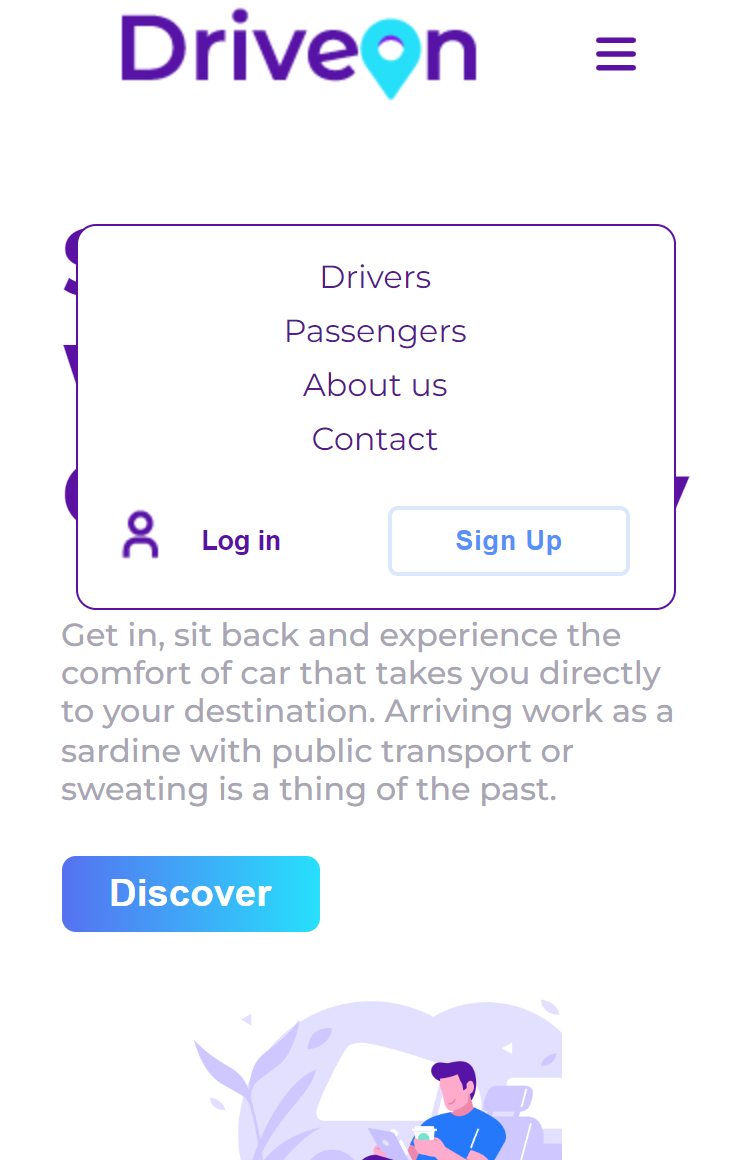 Driveon
Drivers
Passengers
About us
Contact
Log in
Sign Up
Get in, sit back and experience the
comfort of car that takes you directly
to your destination. Arriving work as a
sardine with public transport or
sweating is a thing of the past.
Discover